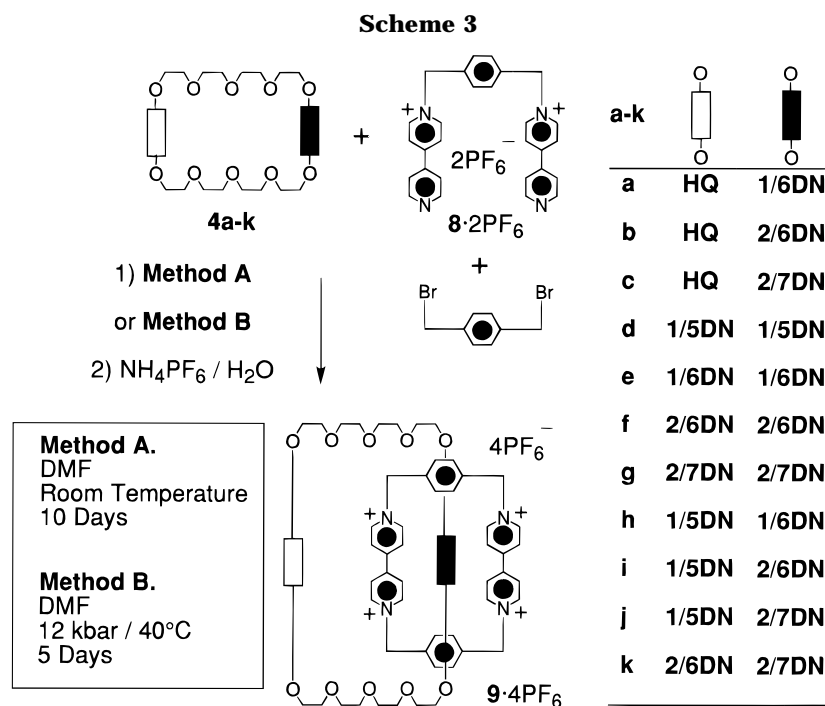 Scheme 3
O O O O O
O O O O O
4a-k
+
+ +
N N
2PF6 −
N N
8·2PF6
+
Br Br
1) Method A
or Method B
2) NH4PF6 / H2O
Method A.
DMF
Room Temperature
10 Days
Method B.
DMF
12 kbar / 40°C
5 Days
O O O O O
4PF6 −
+ N N +
+ N N +
O O O O O
9·4PF6
O O
a-k
O O
a HQ 1/6DN
b HQ 2/6DN
c HQ 2/7DN
d 1/5DN 1/5DN
e 1/6DN 1/6DN
f 2/6DN 2/6DN
g 2/7DN 2/7DN
h 1/5DN 1/6DN
i 1/5DN 2/6DN
j 1/5DN 2/7DN
k 2/6DN 2/7DN